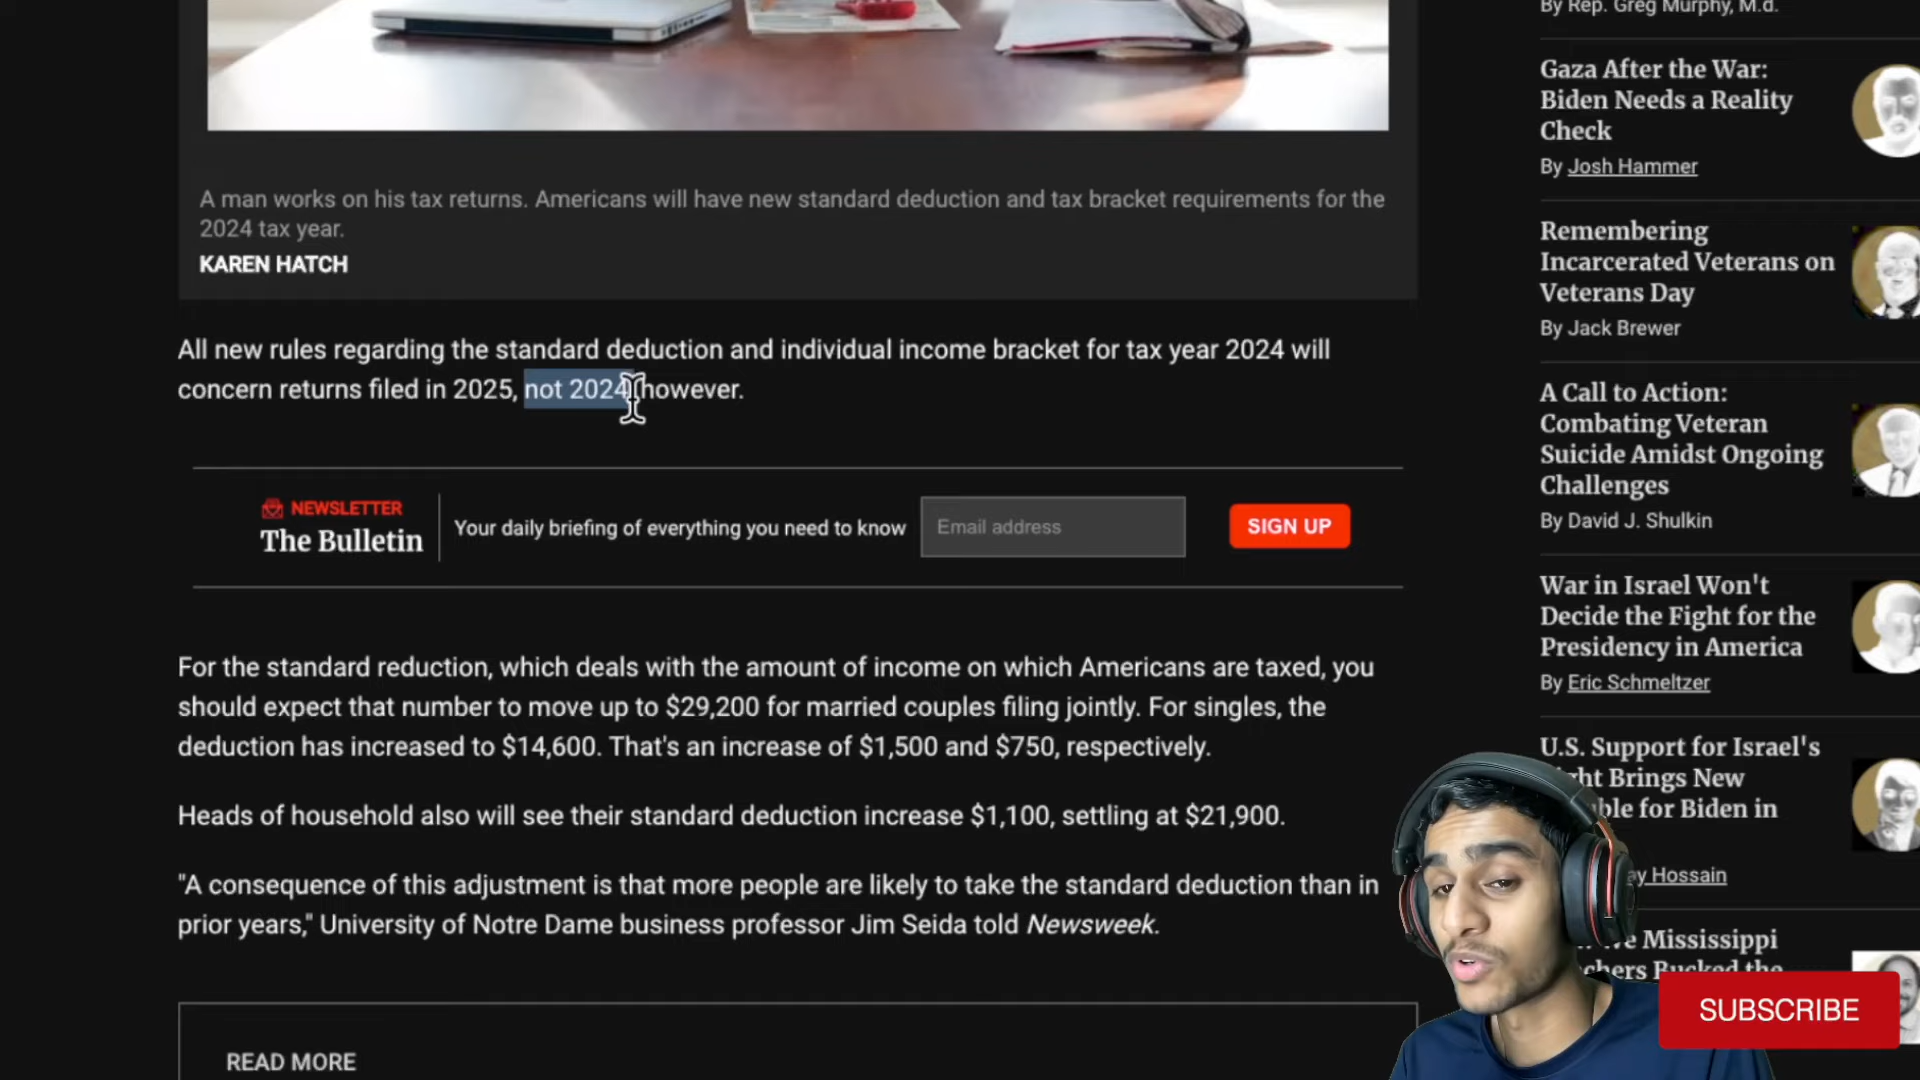 By Rep. Greg Murphy, M.d.
A man works on his tax returns. Americans will have new standard deduction and tax bracket requirements for the
2024 tax year.
KAREN HATCH
All new rules regarding the standard deduction and individual income bracket for tax year 2024 will
concern returns filed in 2025, not 2024, however.
NEWSLETTER
The Bulletin
Your daily briefing of everything you need to know
Email address
SIGN UP
For the standard reduction, which deals with the amount of income on which Americans are taxed, you
should expect that number to move up to $29,200 for married couples filing jointly. For singles, the
deduction has increased to $14,600. That's an increase of $1,500 and $750, respectively.
Heads of household also will see their standard deduction increase $1,100, settling at $21,900.
"A consequence of this adjustment is that more people are likely to take the standard deduction than in
prior years," University of Notre Dame business professor Jim Seida told Newsweek.
READ MORE
Gaza After the War:
Biden Needs a Reality
Check
By Josh Hammer
Remembering
Incarcerated Veterans on
Veterans Day
By Jack Brewer
A Call to Action:
Combating Veteran
Suicide Amidst Ongoing
Challenges
By David J. Shulkin
War in Israel Won't
Decide the Fight for the
Presidency in America
By Eric Schmeltzer
U.S. Support for Israel's
Brings New
for Biden in
Hossain
Mississippi
Bucked the
SUBSCRIBE